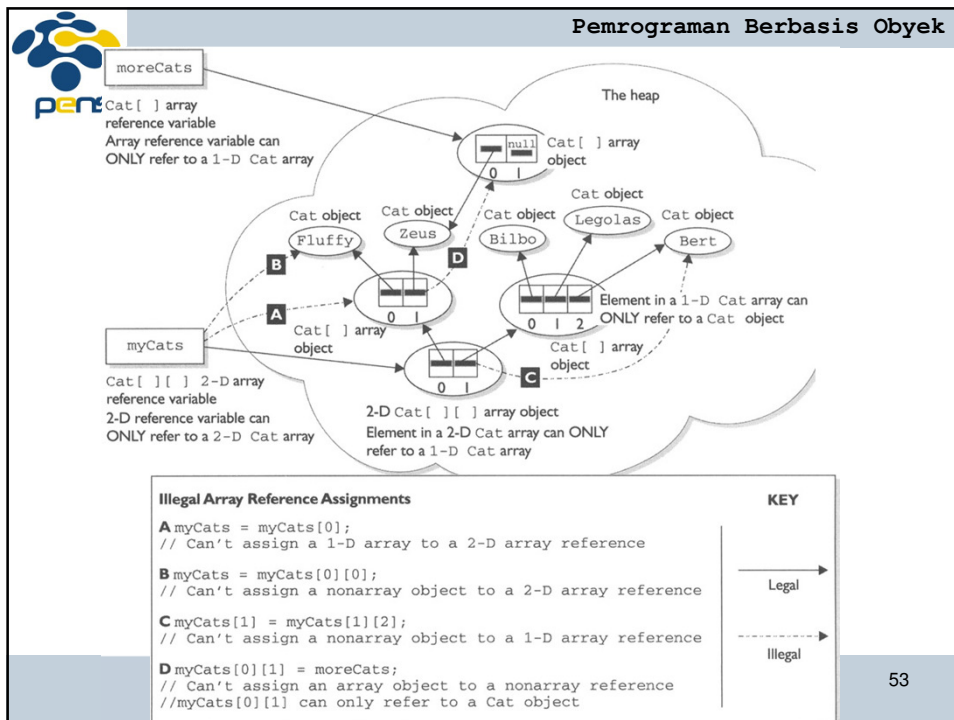 Pemrograman Berbasis Obyek
pens
moreCats
Cat[ ] array
reference variable
Array reference variable can
ONLY refer to a 1-D Cat array
The heap
null
0 1
Cat[ ] array
object
Cat object
Fluffy
Cat object
Zeus
Cat object
Bilbo
Cat object
Legolas
Cat object
Bert
B
A
D
0 1
Cat[ ] array
object
0 1 2
Element in a 1-D Cat array can
ONLY refer to a Cat object
Cat[ ] array
object
C
myCats
Cat[ ][ ] 2-D array
reference variable
2-D reference variable can
ONLY refer to a 2-D Cat array
0 1
2-D Cat[ ][ ] array object
Element in a 2-D Cat array can ONLY
refer to a 1-D Cat array
Illegal Array Reference Assignments
A myCats = myCats[0];
// Can't assign a 1-D array to a 2-D array reference
B myCats = myCats[0][0];
// Can't assign a nonarray object to a 2-D array reference
C myCats[1] = myCats[1][2];
// Can't assign a nonarray object to a 1-D array reference
D myCats[0][1] = moreCats;
// Can't assign an array object to a nonarray reference
//myCats[0][1] can only refer to a Cat object
KEY
Legal
Illegal
53